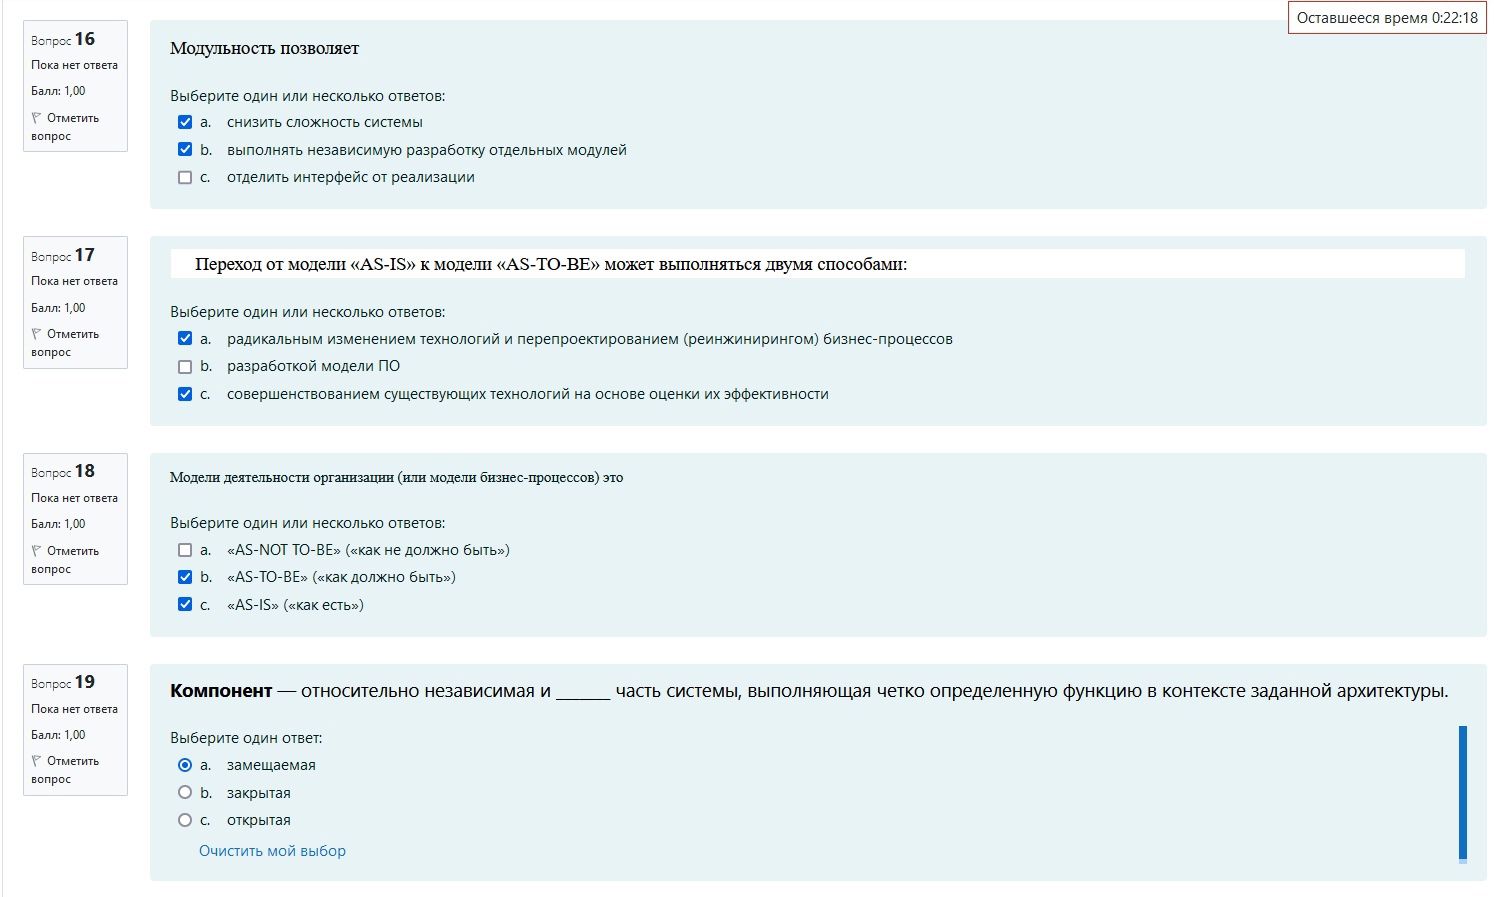 Оставшееся время 0:22:18
Вопрос 16
Пока нет ответа
Балл: 1,00
Отметить
вопрос
Модульность позволяет
Выберите один или несколько ответов:
a. снизить сложность системы
b. выполнять независимую разработку отдельных модулей
c. отделить интерфейс от реализации
Вопрос 17
Пока нет ответа
Балл: 1,00
Отметить
вопрос
Переход от модели «AS-IS» к модели «AS-TO-BE» может выполняться двумя способами:
Выберите один или несколько ответов:
a. радикальным изменением технологий и перепроектированием (реинжинирингом) бизнес-процессов
b. разработкой модели ПО
c. совершенствованием существующих технологий на основе оценки их эффективности
Вопрос 18
Пока нет ответа
Балл: 1,00
Отметить
вопрос
Модели деятельности организации (или модели бизнес-процессов) это
Выберите один или несколько ответов:
a. «AS-NOT TO-BE» («как не должно быть»)
b. «AS-TO-BE» («как должно быть»)
c. «AS-IS» («как есть»)
Вопрос 19
Пока нет ответа
Балл: 1,00
Отметить
вопрос
Компонент — относительно независимая и ______ часть системы, выполняющая четко определенную функцию в контексте заданной архитектуры.
Выберите один ответ:
a. замещаемая
b. закрытая
c. открытая
Очистить мой выбор